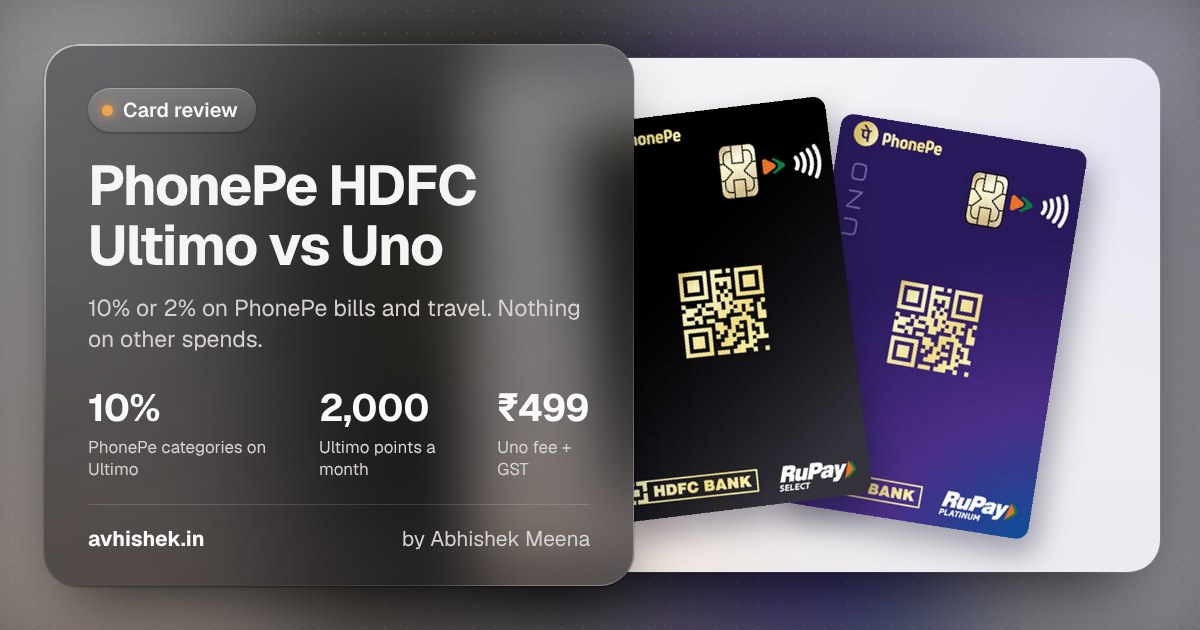 Card review
PhonePe HDFC
Ultimo vs Uno
10% or 2% on PhonePe bills and travel. Nothing
on other spends.
10%
PhonePe categories on
Ultimo
2,000
Ultimo points a
month
₹499
Uno fee +
GST
avhishek.in
by Abhishek Meena
honePe
HDFC BANK
RuPay
SELECT
पे PhonePe
UNO
BANK
RuPay
PLATINUM